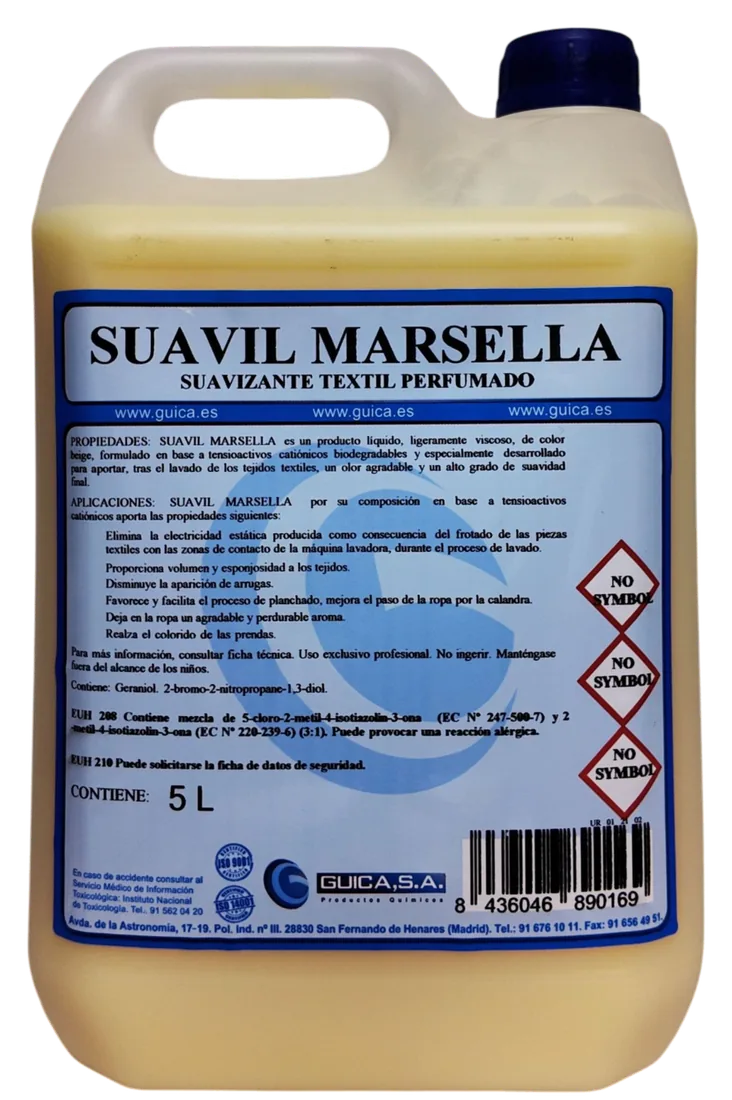 SUAVIL MARSELLA
SUAVIZANTE TEXTIL PERFUMADO
www.guica.es www.guica.es www.guica.es
PROPIEDADES: SUAVIL MARSELLA es un producto líquido, ligeramente viscoso, de color
beige, formulado en base a tensioactivos catiónicos biodegradables y especialmente desarrollado
para aportar, tras el lavado de los tejidos textiles, un olor agradable y un alto grado de suavidad
final.
APLICACIONES: SUAVIL MARSELLA por su composición en base a tensioactivos
catiónicos aporta las propiedades siguientes:
Elimina la electricidad estática producida como consecuencia del frotado de las piezas
textiles con las zonas de contacto de la máquina lavadora, durante el proceso de lavado.
Proporciona volumen y esponjosidad a los tejidos.
Disminuye la aparición de arrugas.
Favorece y facilita el proceso de planchado, mejora el paso de la ropa por la calandra.
Deja en la ropa un agradable y perdurable aroma.
Realza el colorido de las prendas.
Para más información, consultar ficha técnica. Uso exclusivo profesional. No ingerir. Manténgase
fuera del alcance de los niños.
Contiene: Geraniol. 2-bromo-2-nitropropane-1,3-diol.
EUH 208 Contiene mezcla de 5-cloro-2-metil-4-isotiazolin-3-ona (EC Nº 247-500-7) y 2
-metil-4-isotiazolin-3-ona (EC Nº 220-239-6) (3:1). Puede provocar una reacción alérgica.
EUH 210 Puede solicitarse la ficha de datos de seguridad.
CONTIENE: 5 L
NO
SYMBOL
NO
SYMBOL
NO
SYMBOL
UR 01 21 02
8 436046 890169
En caso de accidente consultar al
Servicio Médico de Información
Toxicológica: Instituto Nacional
de Toxicología. Tel.. 91 562 04 20
ISO 9001
ISO 14001
GUICA, S.A.
Productos Químicos
Avda. de la Astronomía, 17-19. Pol. Ind. nº III. 28830 San Fernando de Henares (Madrid). Tel.: 91 676 10 11. Fax: 91 656 49 51.